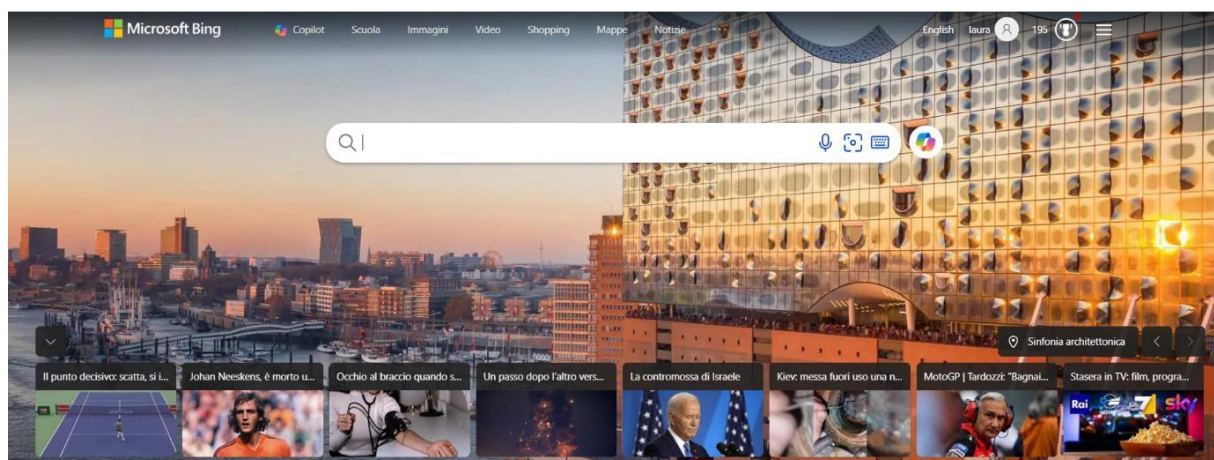 Microsoft Bing
Copilot Scuola Immagini Video Shopping Mappe Notizie ...
English laura 195
Sinfonia architettonica
Il punto decisivo: scatta, si i...
Johan Neeskens, è morto u...
Occhio al braccio quando s...
Un passo dopo l'altro vers...
La contromossa di Israele
Kiev: messa fuori uso una n...
MotoGP | Tardozzi: "Bagnai...
Stasera in TV: film, progra...
Rai 7 sky